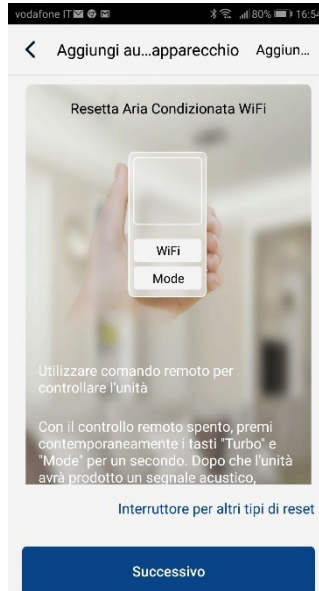 vodafone IT 80% 16:54
Aggiungi au...apparecchio Aggiun...
Resetta Aria Condizionata WiFi
WiFi
Mode
Utilizzare comando remoto per
controllare l'unità
Con il controllo remoto spento, premi
contemporaneamente i tasti "Turbo" e
"Mode" per un secondo. Dopo che l'unità
avrà prodotto un segnale acustico,
Interruttore per altri tipi di reset
Successivo